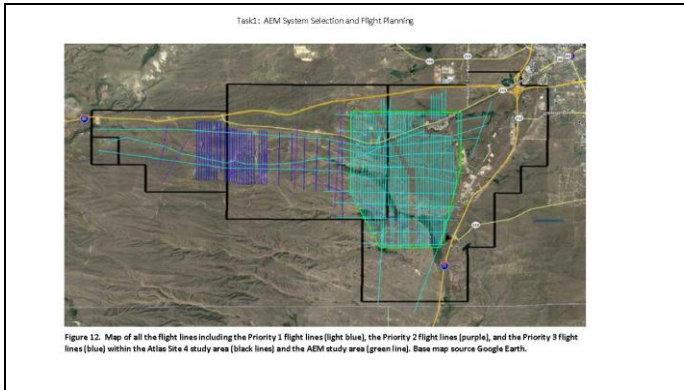 Task1: AEM System Selection and Flight Planning
Figure 12. Map of all the flight lines including the Priority 1 flight lines (light blue), the Priority 2 flight lines (purple), and the Priority 3 flight
lines (blue) within the Atlas Site 4 study area (black lines) and the AEM study area (green line). Base map source Google Earth.